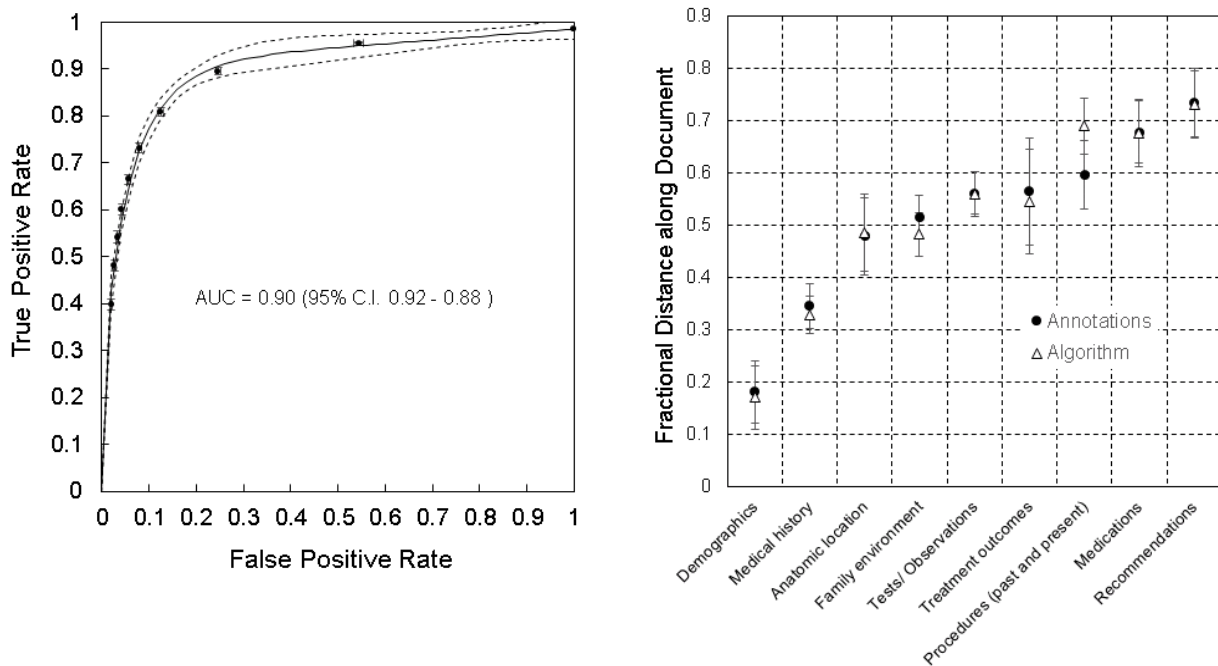 1
0.9
0.8
0.7
0.6
0.5
0.4
0.3
0.2
0.1
0
True Positive Rate
AUC = 0.90 (95% C.I. 0.92 - 0.88 )
0 0.1 0.2 0.3 0.4 0.5 0.6 0.7 0.8 0.9 1
False Positive Rate
0.9
0.8
0.7
0.6
0.5
0.4
0.3
0.2
0.1
0
Fractional Distance along Document
Annotations
Algorithm
Demographics
Medical history
Anatomic location
Family environment
Tests/ Observations
Treatment outcomes
Procedures (past and present)
Medications
Recommendations